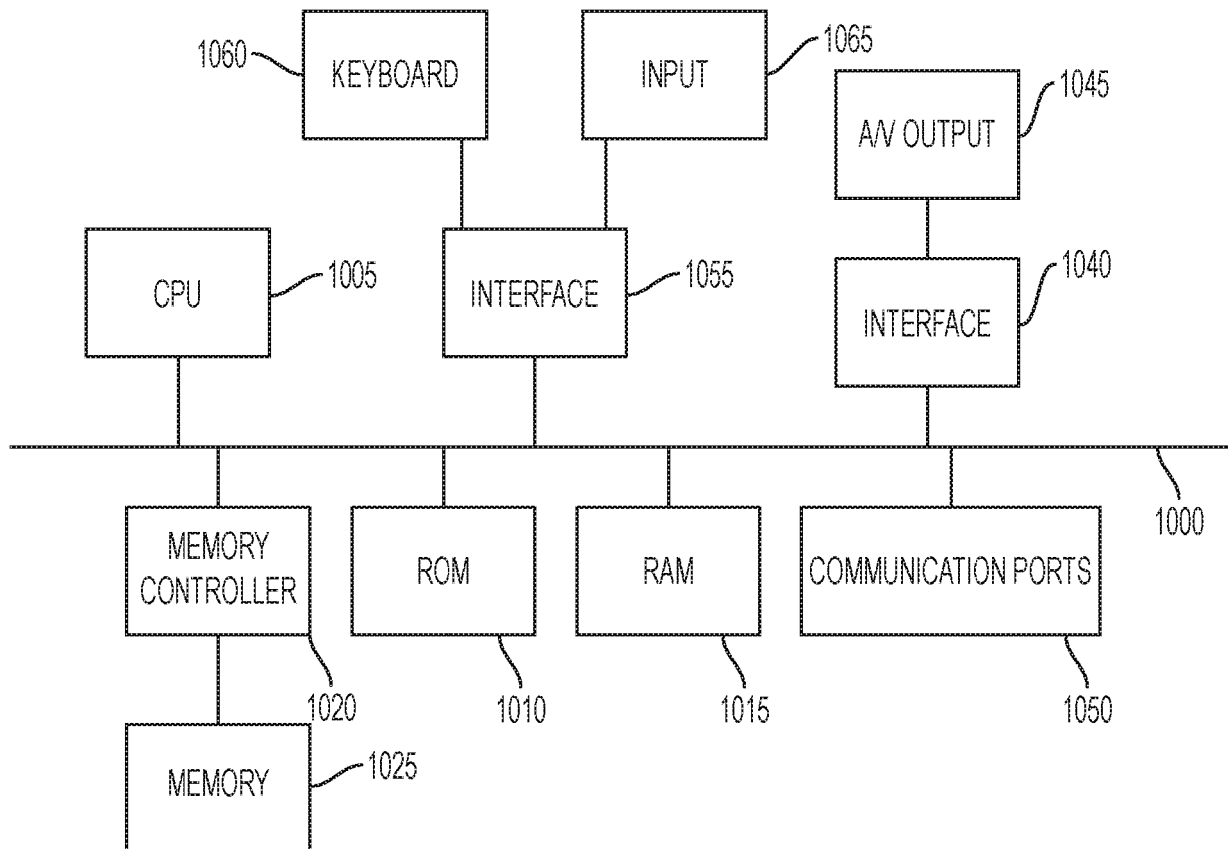 1060
KEYBOARD
INPUT
1065
A/V OUTPUT
1045
CPU
1005
INTERFACE
1055
INTERFACE
1040
1000
MEMORY
CONTROLLER
1020
ROM
1010
RAM
1015
COMMUNICATION PORTS
1050
MEMORY
1025